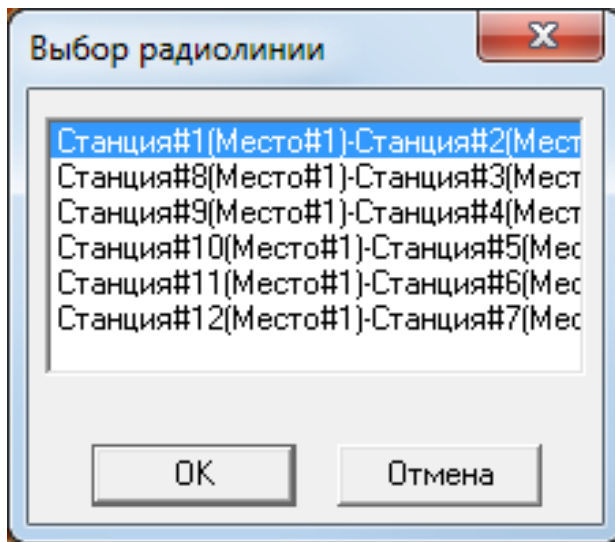 Выбор радиолинии
Станция#1(Место#1)-Станция#2(Мест
Станция#8(Место#1)-Станция#3(Мест
Станция#9(Место#1)-Станция#4(Мест
Станция#10(Место#1)-Станция#5(Мес
Станция#11(Место#1)-Станция#6(Мес
Станция#12(Место#1)-Станция#7(Мес
OK
Отмена